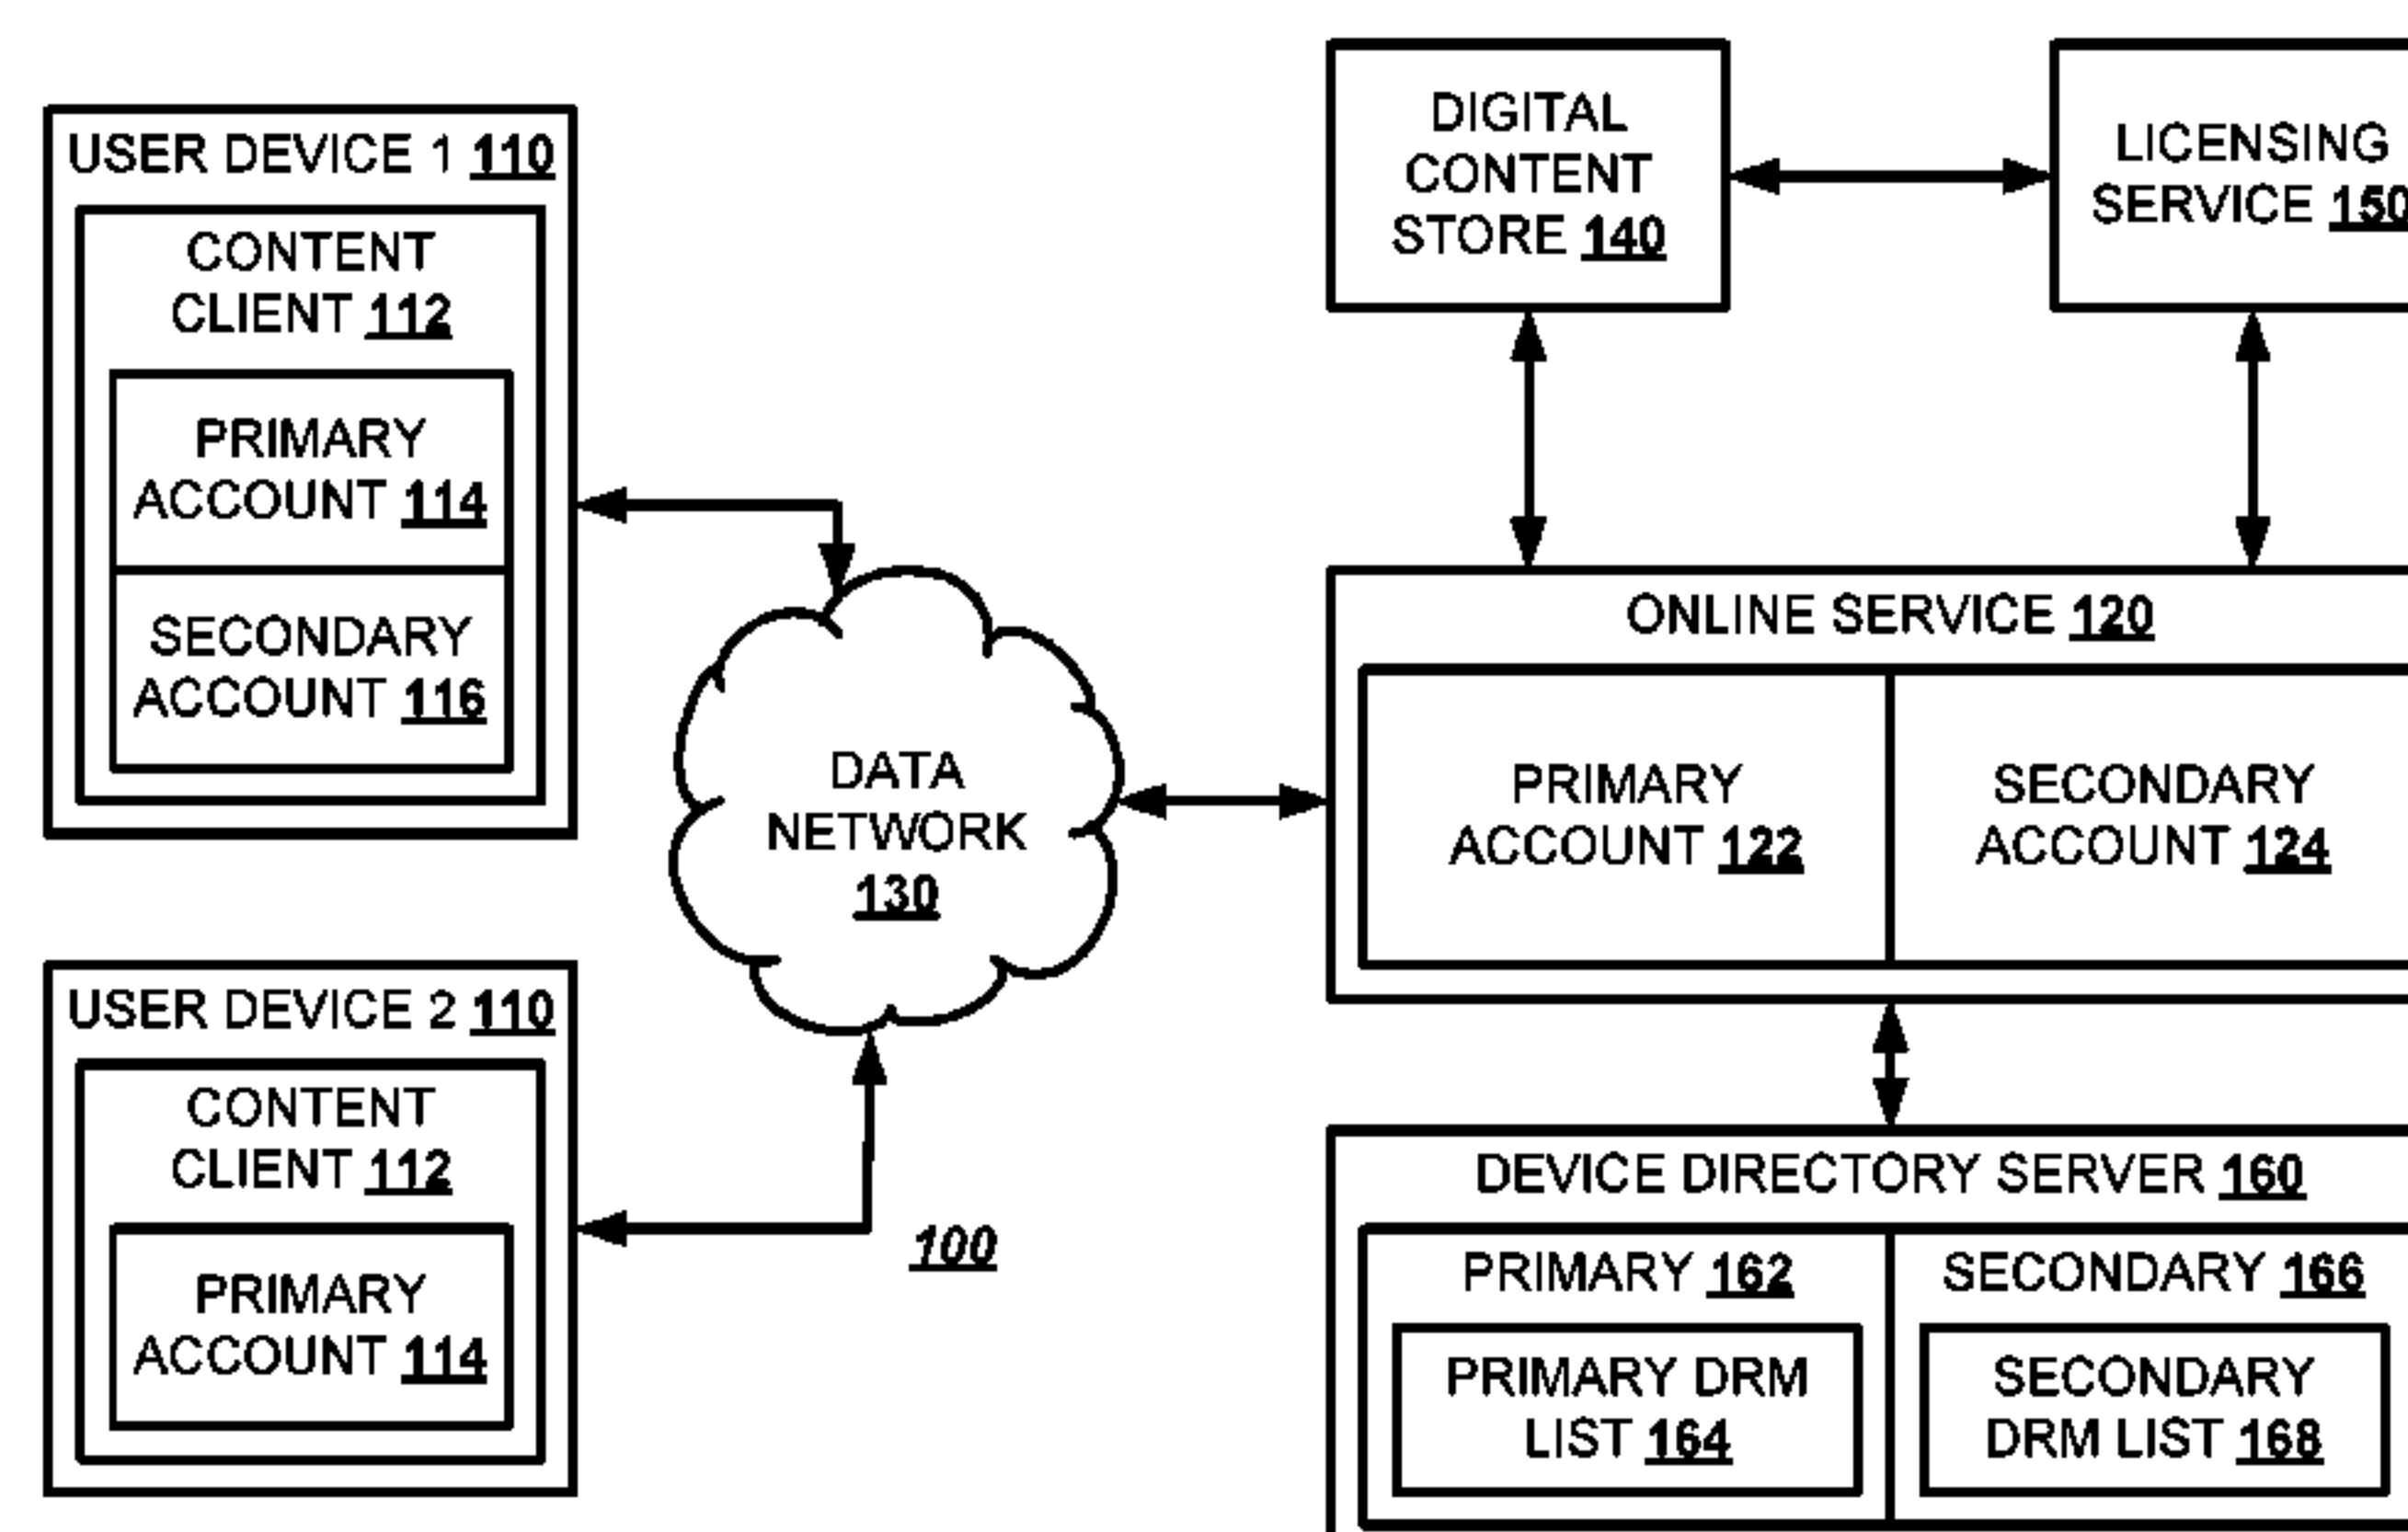 USER DEVICE 1 110
CONTENT
CLIENT 112
PRIMARY
ACCOUNT 114
SECONDARY
ACCOUNT 116
USER DEVICE 2 110
CONTENT
CLIENT 112
PRIMARY
ACCOUNT 114
DATA
NETWORK
130
100
DIGITAL
CONTENT
STORE 140
LICENSING
SERVICE 150
ONLINE SERVICE 120
PRIMARY
ACCOUNT 122
SECONDARY
ACCOUNT 124
DEVICE DIRECTORY SERVER 160
PRIMARY 162
PRIMARY DRM
LIST 164
SECONDARY 166
SECONDARY
DRM LIST 168